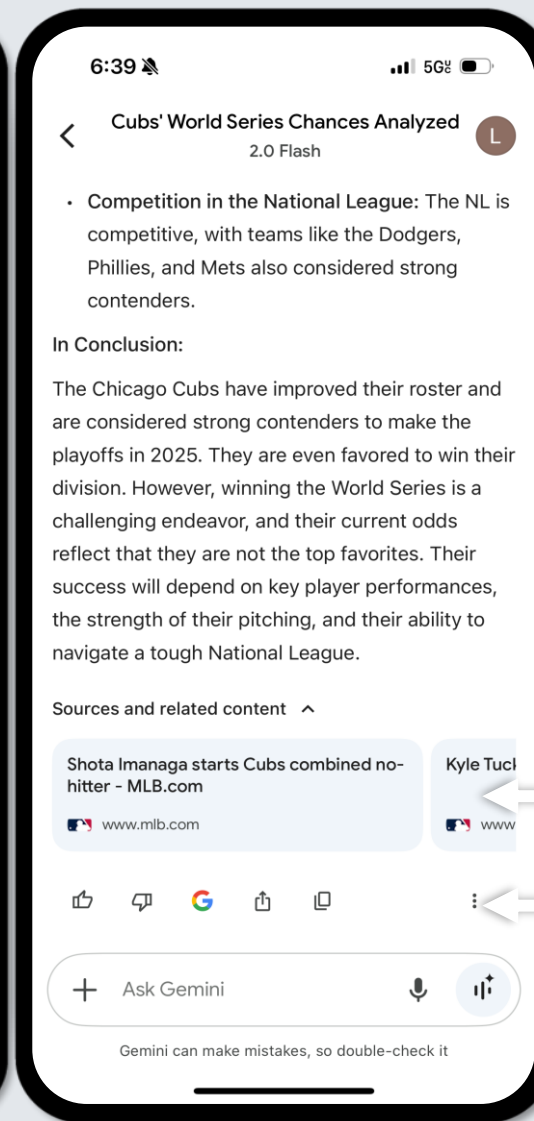 6:39
5G
Cubs' World Series Chances Analyzed
L
2.0 Flash
• Competition in the National League: The NL is
competitive, with teams like the Dodgers,
Phillies, and Mets also considered strong
contenders.
In Conclusion:
The Chicago Cubs have improved their roster and
are considered strong contenders to make the
playoffs in 2025. They are even favored to win their
division. However, winning the World Series is a
challenging endeavor, and their current odds
reflect that they are not the top favorites. Their
success will depend on key player performances,
the strength of their pitching, and their ability to
navigate a tough National League.
Sources and related content
Shota Imanaga starts Cubs combined no-
hitter - MLB.com
www.mlb.com
Kyle Tuck
www
Ask Gemini
Gemini can make mistakes, so double-check it